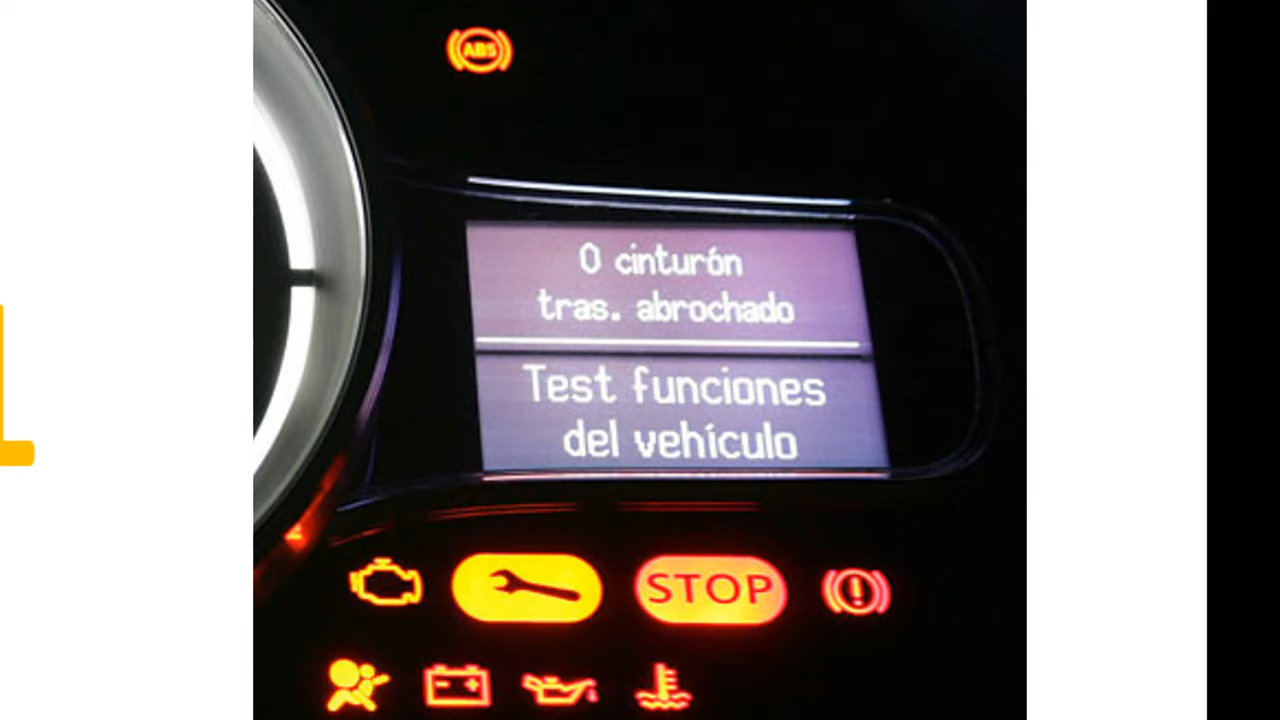 ABS
0 cinturón
tras. abrochado
Test funciones
del vehículo
STOP